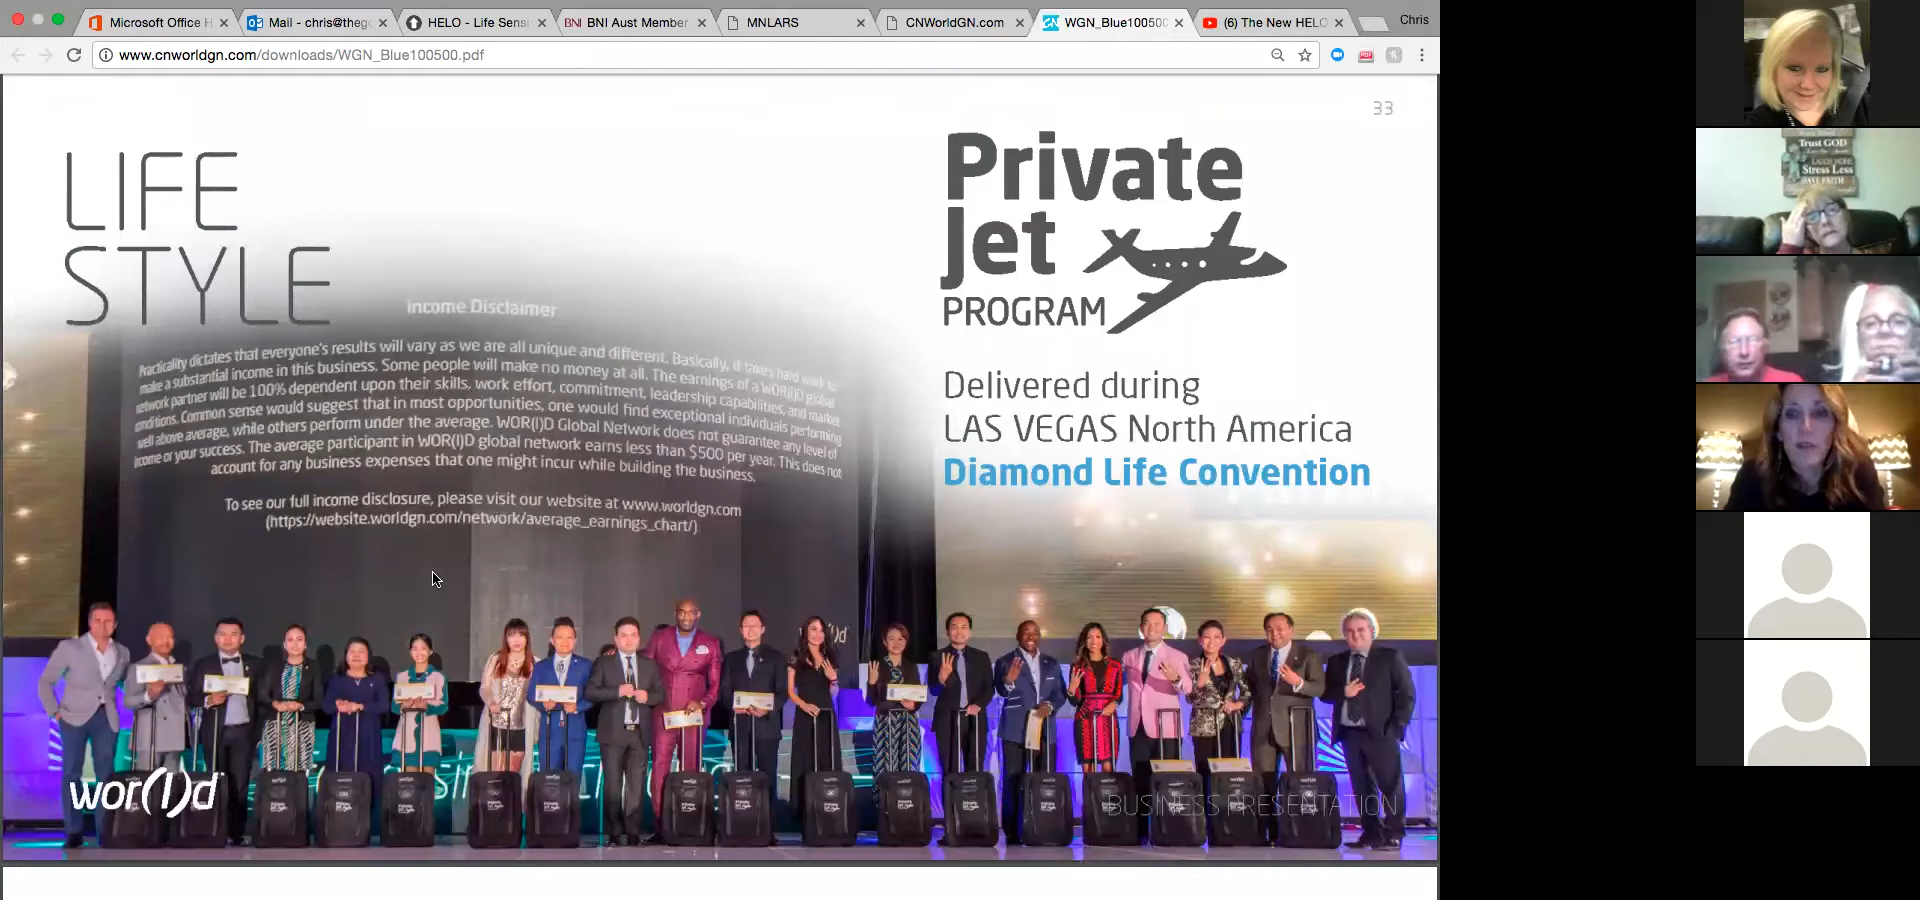 Microsoft Office H
Mail - chris@theg
HELO - Life Sens
BNI BNI Aust Member
MNLARS
CNWorldGN.com
WGN_Blue100500
(6) The New HELO
Chris
www.cnworldgn.com/downloads/WGN_Blue100500.pdf
33
LIFE
STYLE
Private
Jet
PROGRAM
Delivered during
LAS VEGAS North America
Diamond Life Convention
Income Disclaimer
Practicality dictates that everyone's results will vary as we are all unique and different. Basically, it takes hard work to
make a substantial income in this business. Some people will make no money at all. The earnings of a WOR(l)D global
network partner will be 100% dependent upon their skills, work effort, commitment, leadership capabilities, and market
conditions. Common sense would suggest that in most opportunities, one would find exceptional individuals performing
well above average, while others perform under the average. WOR(l)D Global Network does not guarantee any level of
income or your success. The average participant in WOR(l)D global network earns less than $500 per year. This does not
account for any business expenses that one might incur while building the business.
To see our full income disclosure, please visit our website at www.worldgn.com
(https://website.worldgn.com/network/average_earnings_chart/)
wor(l)d
BUSINESS PRESENTATION
Trust GOD
LAUGH MORE
Stress Less
HAVE FAITH